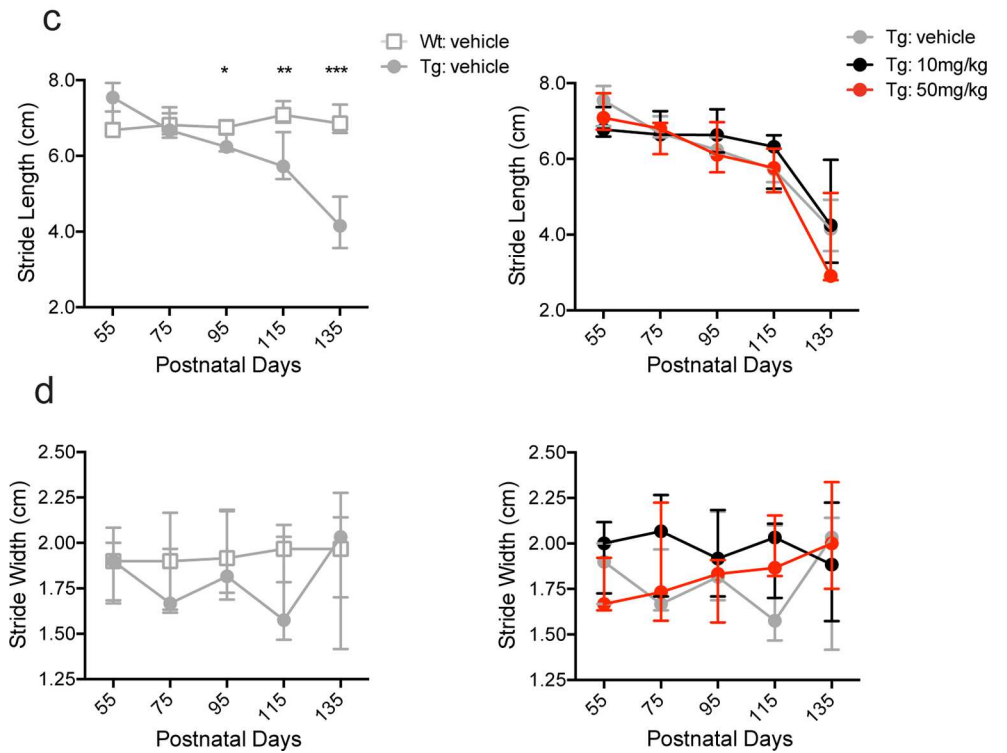 c
Wt: vehicle
Tg: vehicle
* ** ***
8.0
6.0
4.0
2.0
Stride Length (cm)
55 75 95 115 135
Postnatal Days
Tg: vehicle
Tg: 10mg/kg
Tg: 50mg/kg
8.0
6.0
4.0
2.0
Stride Length (cm)
55 75 95 115 135
Postnatal Days
d
2.50
2.25
2.00
1.75
1.50
1.25
Stride Width (cm)
55 75 95 115 135
Postnatal Days
2.50
2.25
2.00
1.75
1.50
1.25
Stride Width (cm)
55 75 95 115 135
Postnatal Days